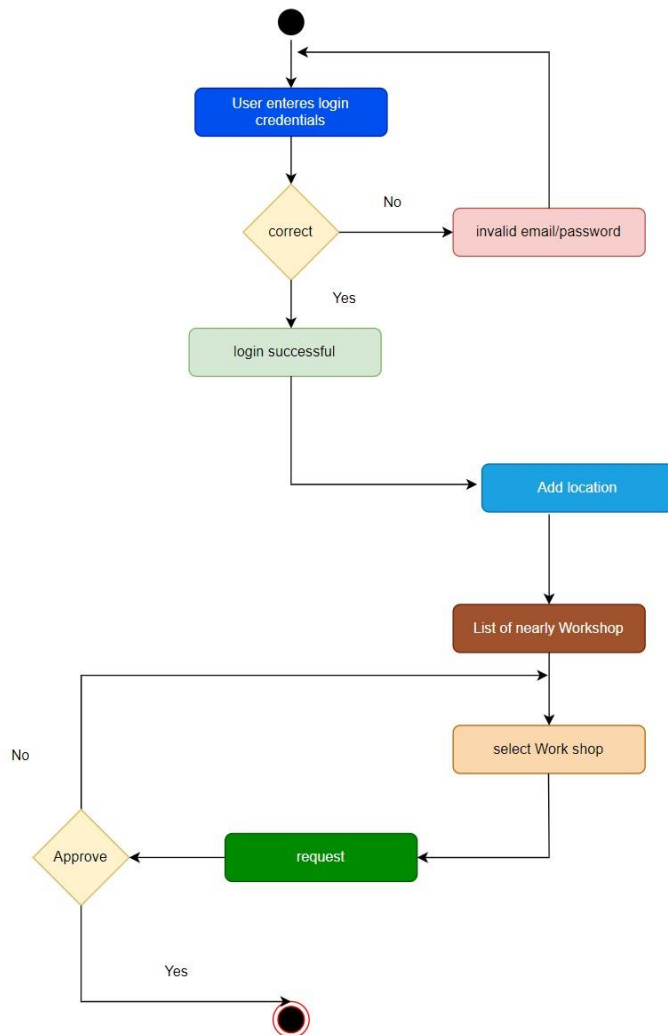 User enteres login
credentials
correct
No
invalid email/password
Yes
login successful
Add location
List of nearly Workshop
select Work shop
No
request
Approve
Yes